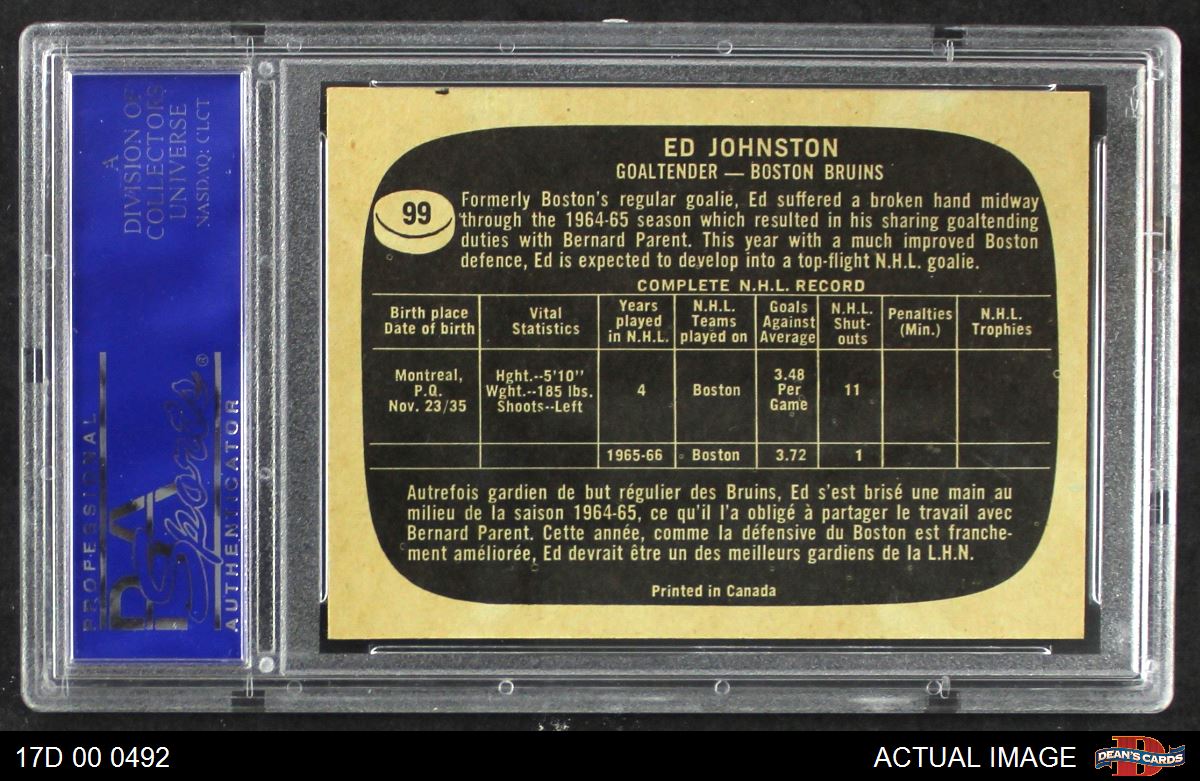 A
DIVISION OF
COLLECTORS
UNIVERSE
NASDAQ: CLCT
PROFESSIONAL
PSA
Sports®
AUTHENTICATOR
ED JOHNSTON
GOALTENDER — BOSTON BRUINS
99
Formerly Boston's regular goalie, Ed suffered a broken hand midway
through the 1964-65 season which resulted in his sharing goaltending
duties with Bernard Parent. This year with a much improved Boston
defence, Ed is expected to develop into a top-flight N.H.L. goalie.
COMPLETE N.H.L. RECORD
Birth place
Date of birth
Vital
Statistics
Years
played
in N.H.L.
N.H.L.
Teams
played on
Goals
Against
Average
N.H.L.
Shut-
outs
Penalties
(Min.)
N.H.L.
Trophies
Montreal,
P.Q.
Nov. 23/35
Hght.--5'10"
Wght.--185 lbs.
Shoots--Left
4
Boston
3.48
Per
Game
11
1965-66
Boston
3.72
1
Autrefois gardien de but régulier des Bruins, Ed s'est brisé une main au
milieu de la saison 1964-65, ce qu'il l'a obligé à partager le travail avec
Bernard Parent. Cette année, comme la défensive du Boston est franche-
ment améliorée, Ed devrait être un des meilleurs gardiens de la L.H.N.
Printed in Canada
17D 00 0492
ACTUAL IMAGE
D
DEAN'S CARDS